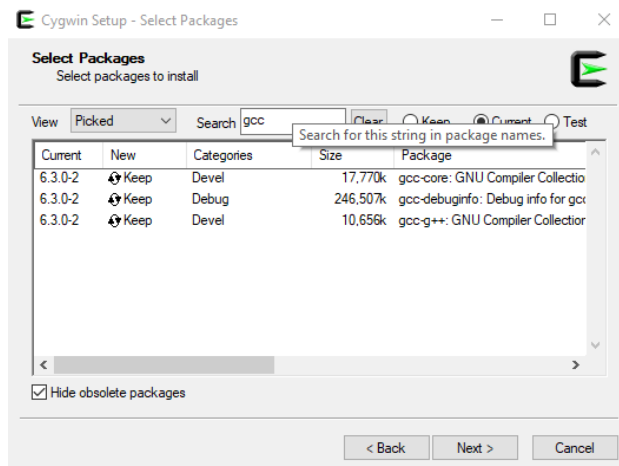 Cygwin Setup - Select Packages
Select Packages
Select packages to install
View Picked Search gcc Clear Keep Current Test
Search for this string in package names.
Current New Categories Size Package
6.3.0-2 Keep Devel 17,770k gcc-core: GNU Compiler Collectio
6.3.0-2 Keep Debug 246,507k gcc-debuginfo: Debug info for gcc
6.3.0-2 Keep Devel 10,656k gcc-g++: GNU Compiler Collection
Hide obsolete packages
< Back Next > Cancel